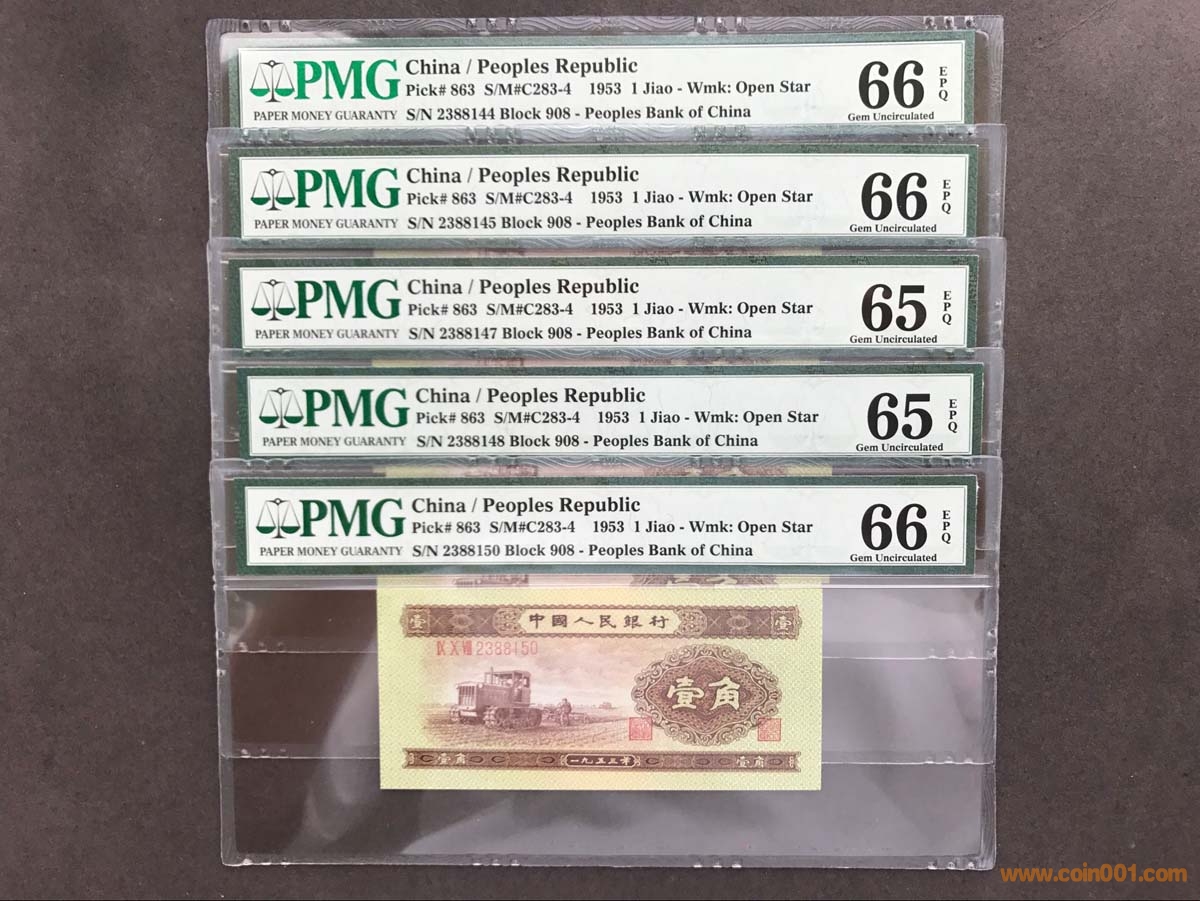 PMG
PAPER MONEY GUARANTY
China / Peoples Republic
Pick# 863 S/M#C283-4 1953 1 Jiao - Wmk: Open Star
S/N 2388144 Block 908 - Peoples Bank of China
66 EPQ
Gem Uncirculated
PMG
PAPER MONEY GUARANTY
China / Peoples Republic
Pick# 863 S/M#C283-4 1953 1 Jiao - Wmk: Open Star
S/N 2388145 Block 908 - Peoples Bank of China
66 EPQ
Gem Uncirculated
PMG
PAPER MONEY GUARANTY
China / Peoples Republic
Pick# 863 S/M#C283-4 1953 1 Jiao - Wmk: Open Star
S/N 2388147 Block 908 - Peoples Bank of China
65 EPQ
Gem Uncirculated
PMG
PAPER MONEY GUARANTY
China / Peoples Republic
Pick# 863 S/M#C283-4 1953 1 Jiao - Wmk: Open Star
S/N 2388148 Block 908 - Peoples Bank of China
65 EPQ
Gem Uncirculated
PMG
PAPER MONEY GUARANTY
China / Peoples Republic
Pick# 863 S/M#C283-4 1953 1 Jiao - Wmk: Open Star
S/N 2388150 Block 908 - Peoples Bank of China
66 EPQ
Gem Uncirculated
壹 中國人民銀行 壹
IX X VIII 2388150
壹角
壹角 一九五三年 壹角
www.coin001.com